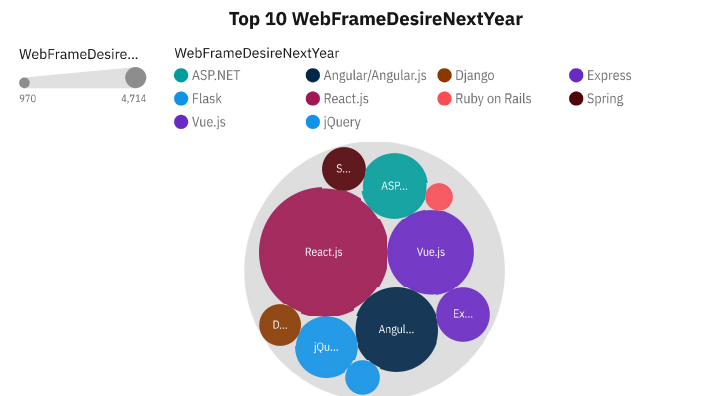 Top 10 WebFrameDesireNextYear
WebFrameDesire...
970 4,714
WebFrameDesireNextYear
ASP.NET Angular/Angular.js Django Express
Flask React.js Ruby on Rails Spring
Vue.js jQuery
S...
ASP...
React.js
Vue.js
Ex...
D...
Angul...
jQu...